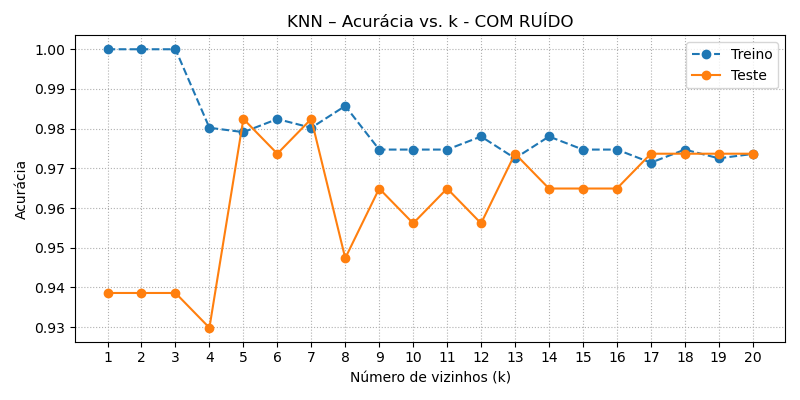 KNN – Acurácia vs. k - COM RUÍDO
1.00
0.99
0.98
0.97
0.96
0.95
0.94
0.93
Acurácia
Treino
Teste
1 2 3 4 5 6 7 8 9 10 11 12 13 14 15 16 17 18 19 20
Número de vizinhos (k)